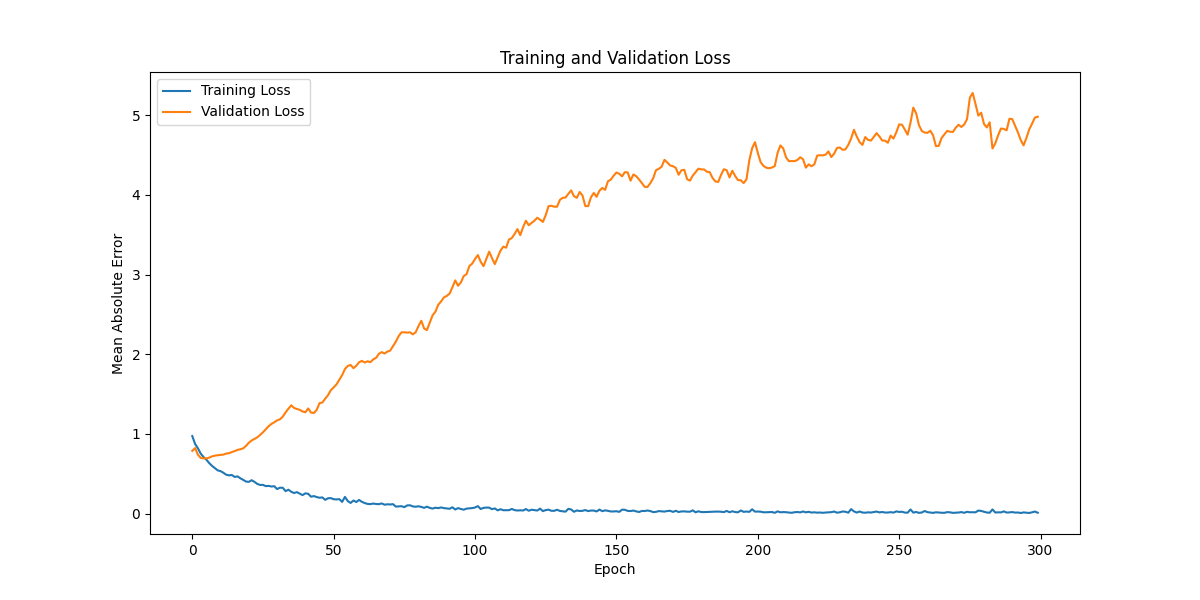 Training and Validation Loss
Training Loss
Validation Loss
Mean Absolute Error
5
4
3
2
1
0
0 50 100 150 200 250 300
Epoch